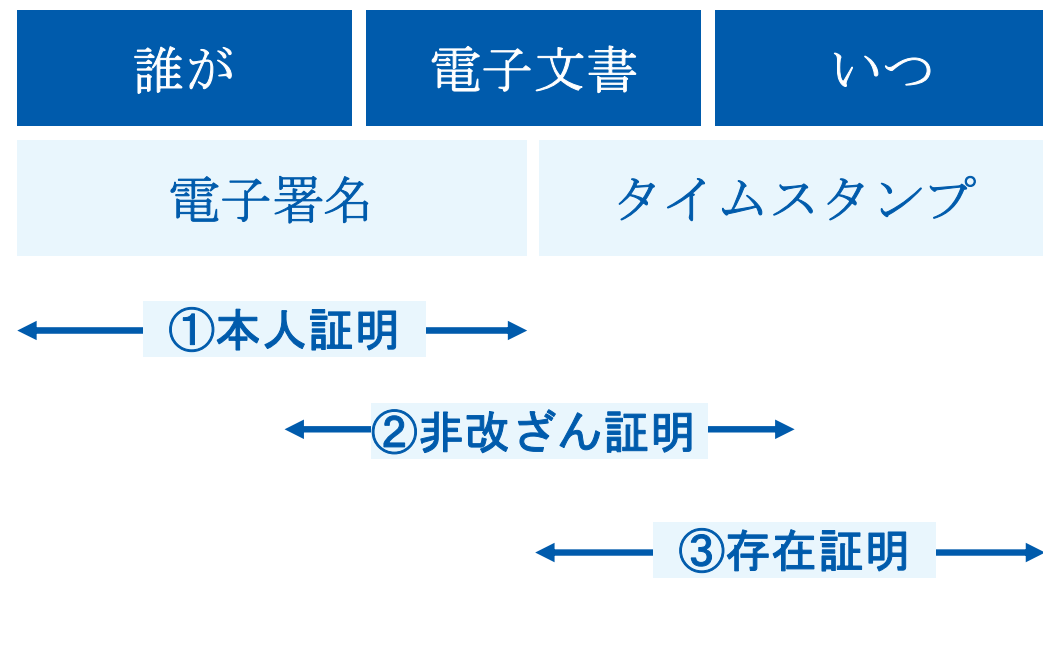 誰が
電子文書
いつ
電子署名
タイムスタンプ
①本人証明
②非改ざん証明
③存在証明